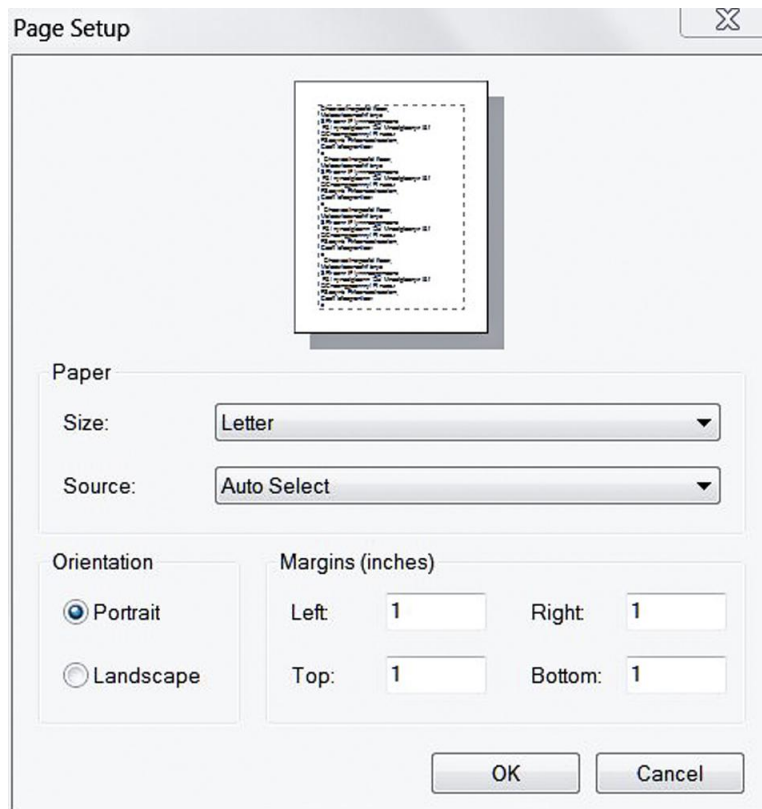 Page Setup
Paper
Size: Letter
Source: Auto Select
Orientation
Margins (inches)
Portrait
Left: 1 Right: 1
Landscape
Top: 1 Bottom: 1
OK Cancel